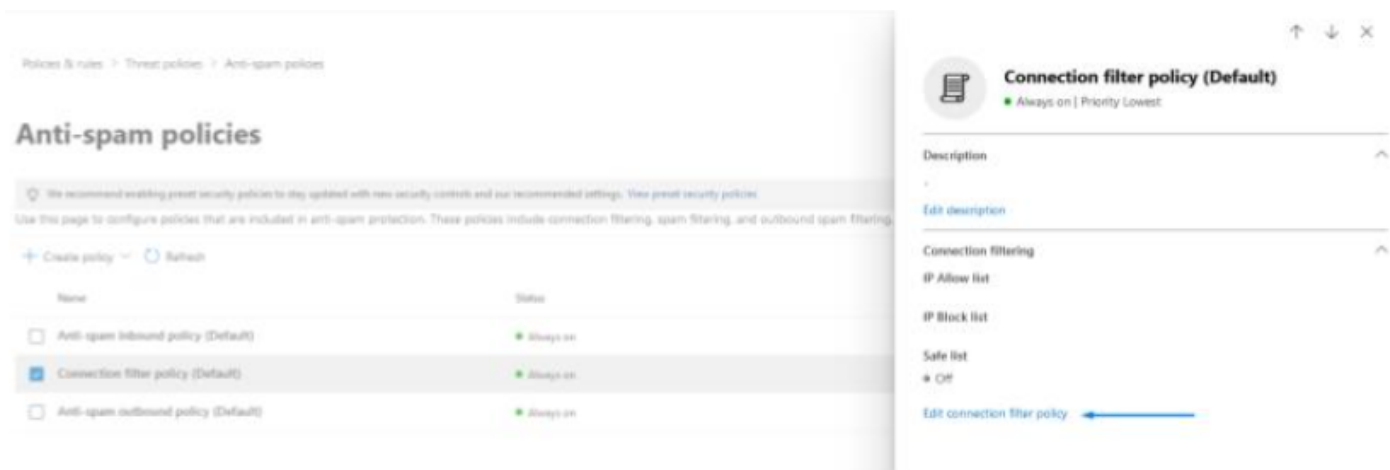 Policies & rules > Threat policies > Anti-spam policies
Anti-spam policies
We recommend enabling preset security policies to stay updated with new security controls and our recommended settings. View preset security policies
Use this page to configure policies that are included in anti-spam protection. These policies include connection filtering, spam filtering, and outbound spam filtering.
+ Create policy Refresh
Name Status
Anti-spam inbound policy (Default) Always on
Connection filter policy (Default) Always on
Anti-spam outbound policy (Default) Always on
Connection filter policy (Default)
Always on | Priority Lowest
Description
-
Edit description
Connection filtering
IP Allow list
IP Block list
Safe list
Off
Edit connection filter policy